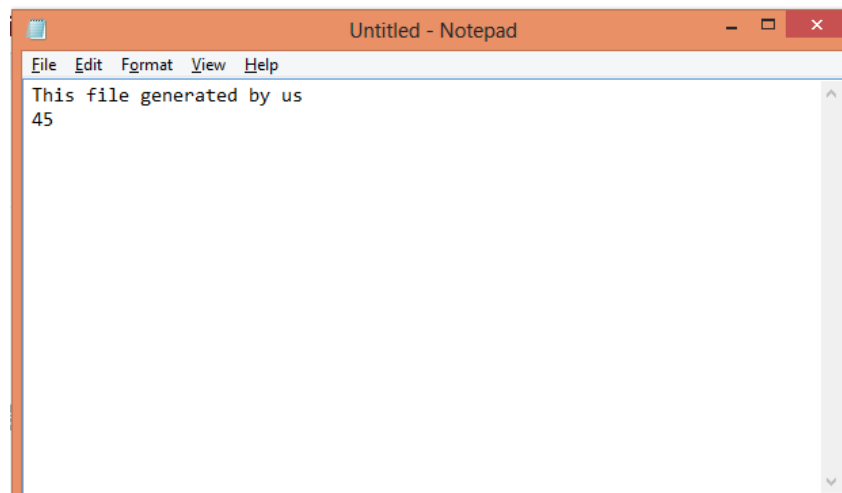 Untitled - Notepad
File Edit Format View Help
This file generated by us
45